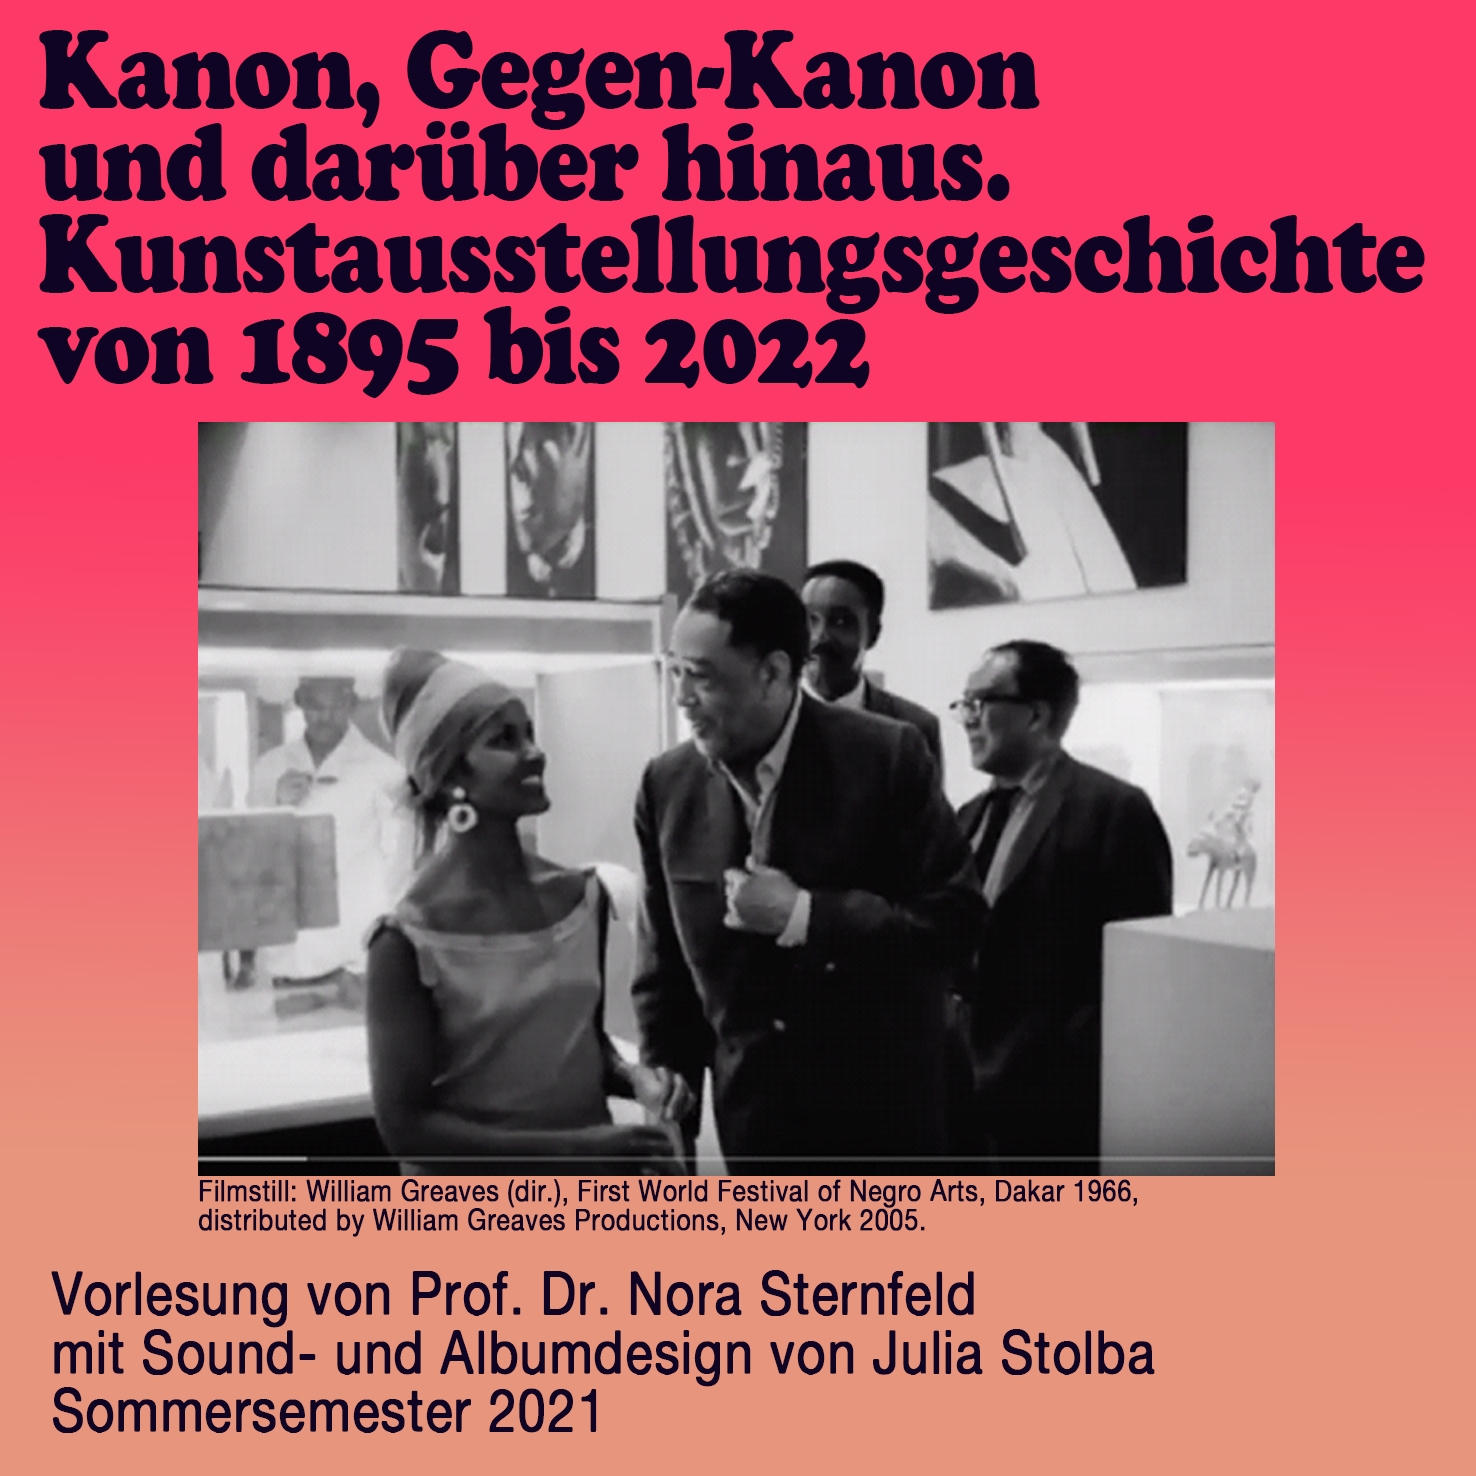 Kanon, Gegen-Kanon
und darüber hinaus.
Kunstausstellungsgeschichte
von 1895 bis 2022
Filmstill: William Greaves (dir.), First World Festival of Negro Arts, Dakar 1966,
distributed by William Greaves Productions, New York 2005.
Vorlesung von Prof. Dr. Nora Sternfeld
mit Sound- und Albumdesign von Julia Stolba
Sommersemester 2021